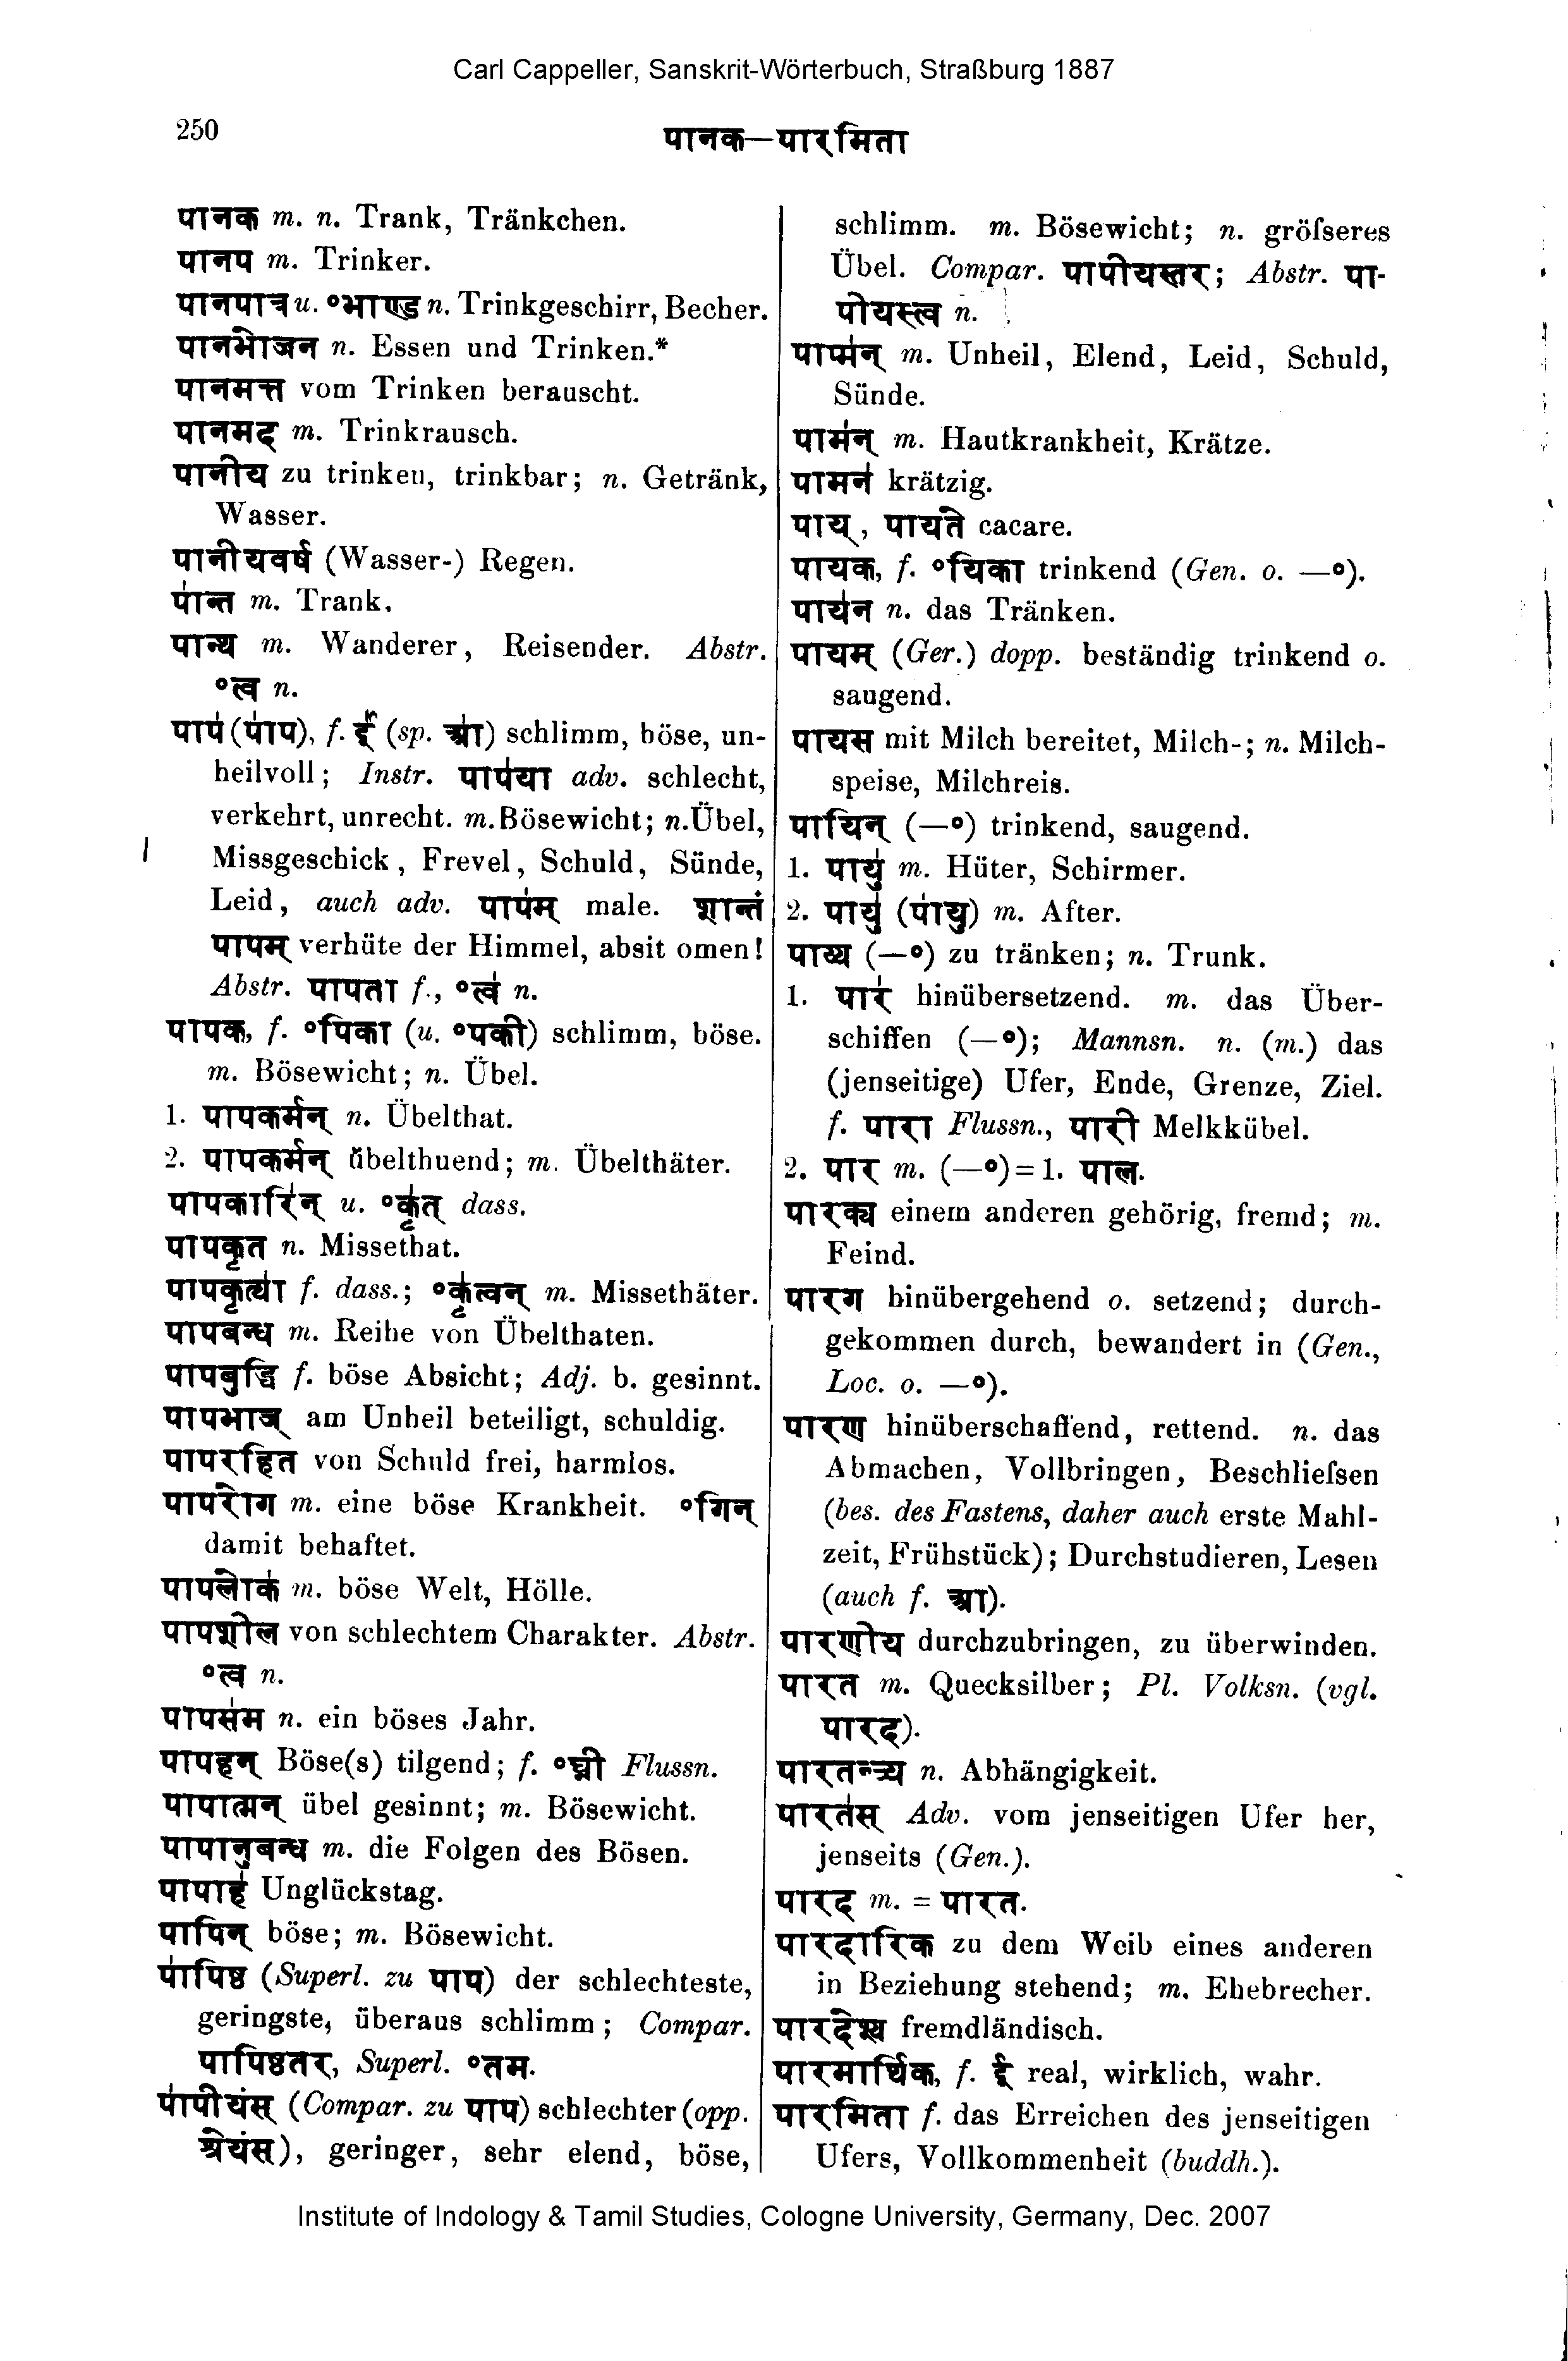 Carl Cappeller, Sanskrit-Wörterbuch, Straßburg 1887
250
पानक—पारमिता
पानक m. n. Trank, Tränkchen.
पानप m. Trinker.
पानपात्र u. °भाण्ड n. Trinkgeschirr, Becher.
पानभोजन n. Essen und Trinken.*
पानमत्त vom Trinken berauscht.
पानमद m. Trinkrausch.
पानीय zu trinken, trinkbar; n. Getränk,
Wasser.
पानीयवर्ष (Wasser-) Regen.
पा॑न्त m. Trank.
पान्थ m. Wanderer, Reisender. Abstr.
°त्व n.
पाप॑ (पा॑प), f. ई॑ (sp. आ॑) schlimm, böse, un-
heilvoll; Instr. पाप॑या adv. schlecht,
verkehrt, unrecht. m. Bösewicht; n. Übel,
Missgeschick, Frevel, Schuld, Sünde,
Leid, auch adv. पाप॑म् male. शान्तं
पापम् verhüte der Himmel, absit omen!
Abstr. पापता f., °त्व॑ n.
पापक, f. °पिका (u. °पकी) schlimm, böse.
m. Bösewicht; n. Übel.
1. पापकर्मन् n. Übelthat.
2. पापकर्मन् übelthuend; m. Übelthäter.
पापकारि॑न् u. °कृ॑त् dass.
पापकृत n. Missethat.
पापकृत्या॑ f. dass.; °कृ॑त्वन् m. Missethäter.
पापबन्ध m. Reihe von Übelthaten.
पापबुद्धि f. böse Absicht; Adj. b. gesinnt.
पापभाज् am Unheil beteiligt, schuldig.
पापरहित von Schuld frei, harmlos.
पापरोग m. eine böse Krankheit. °गिन्
damit behaftet.
पापलोक॑ m. böse Welt, Hölle.
पापशील von schlechtem Charakter. Abstr.
°त्व n.
पापस॑म n. ein böses Jahr.
पापहन् Böse(s) tilgend; f. °घ्नी Flussn.
पापात्मन् übel gesinnt; m. Bösewicht.
पापानुबन्ध m. die Folgen des Bösen.
पापाह॑ Unglückstag.
पापिन् böse; m. Bösewicht.
पा॑पिष्ठ (Superl. zu पाप) der schlechteste,
geringste, überaus schlimm; Compar.
पापिष्ठतर, Superl. °तम.
पा॑पीयंस् (Compar. zu पाप) schlechter (opp.
श्रेयंस्), geringer, sehr elend, böse,
schlimm. m. Bösewicht; n. größeres
Übel. Compar. पापीयस्तर; Abstr. पा-
पीयस्त्व n.
पाप्म॑न् m. Unheil, Elend, Leid, Schuld,
Sünde.
पाम॑न् m. Hautkrankheit, Krätze.
पामन॑ krätzig.
पाय्, पायते cacare.
पायक, f. °यिका trinkend (Gen. o. —°).
पाय॑न n. das Tränken.
पायम् (Ger.) dopp. beständig trinkend o.
saugend.
पायस mit Milch bereitet, Milch-; n. Milch-
speise, Milchreis.
पायिन् (—°) trinkend, saugend.
1. पायु॑ m. Hüter, Schirmer.
2. पायु॑ (पा॑यु) m. After.
पाय्य (—°) zu tränken; n. Trunk.
1. पार॑ hinübersetzend. m. das Über-
schiffen (—°); Mannsn. n. (m.) das
(jenseitige) Ufer, Ende, Grenze, Ziel.
f. पारा Flussn., पारी Melkkübel.
2. पार m. (—°) = 1. पाल.
पारक्य einem anderen gehörig, fremd; m.
Feind.
पारग hinübergehend o. setzend; durch-
gekommen durch, bewandert in (Gen.,
Loc. o. —°).
पारण hinüberschaffend, rettend. n. das
Abmachen, Vollbringen, Beschließen
(bes. des Fastens, daher auch erste Mahl-
zeit, Frühstück); Durchstudieren, Lesen
(auch f. आ).
पारणीय durchzubringen, zu überwinden.
पारत m. Quecksilber; Pl. Volksn. (vgl.
पारद).
पारतन्त्र्य n. Abhängigkeit.
पारत॑स् Adv. vom jenseitigen Ufer her,
jenseits (Gen.).
पारद m. = पारत.
पारदारिक zu dem Weib eines anderen
in Beziehung stehend; m. Ehebrecher.
पारदेश्य fremdländisch.
पारमार्थिक, f. ई real, wirklich, wahr.
पारमिता f. das Erreichen des jenseitigen
Ufers, Vollkommenheit (buddh.).
Institute of Indology & Tamil Studies, Cologne University, Germany, Dec. 2007